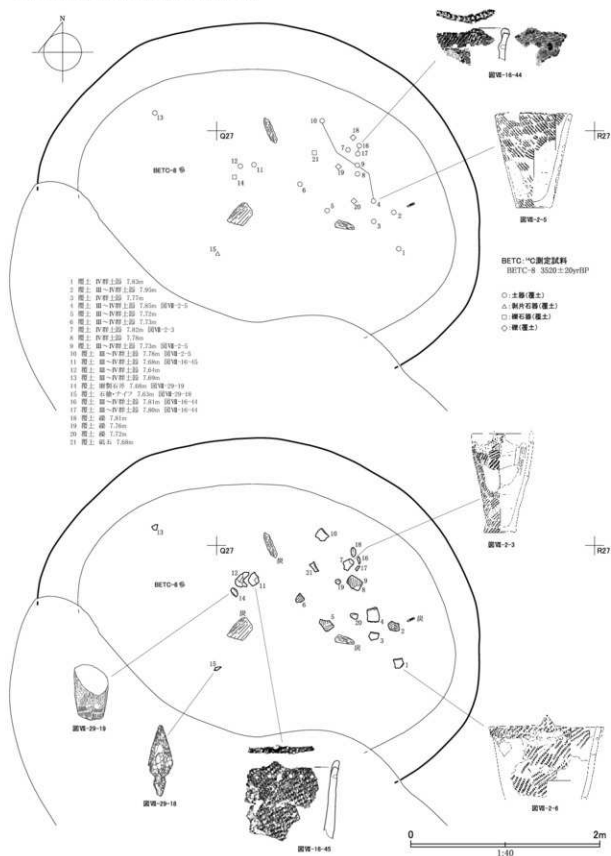 N
図Ⅷ-16-44
Q27
R27
BETC-8
図Ⅷ-2-5
BETC:¹⁴C測定試料
BETC-8 3520±20yrBP
○:土器(覆土)
△:剥片石器(覆土)
□:礫石器(覆土)
◇:礫(覆土)
1 覆土 Ⅳ群土器 7.83m
2 覆土 Ⅲ～Ⅳ群土器 7.95m
3 覆土 Ⅳ群土器 7.77m
4 覆土 Ⅲ～Ⅳ群土器 7.85m 図Ⅷ-2-5
5 覆土 Ⅲ～Ⅳ群土器 7.72m
6 覆土 Ⅲ～Ⅳ群土器 7.73m
7 覆土 Ⅳ群土器 7.82m 図Ⅷ-2-3
8 覆土 Ⅳ群土器 7.78m
9 覆土 Ⅲ～Ⅳ群土器 7.73m 図Ⅷ-2-5
10 覆土 Ⅲ～Ⅳ群土器 7.78m 図Ⅷ-2-5
11 覆土 Ⅲ～Ⅳ群土器 7.68m 図Ⅷ-16-45
12 覆土 Ⅲ～Ⅳ群土器 7.64m
13 覆土 Ⅲ～Ⅳ群土器 7.69m
14 覆土 7.66m 図Ⅷ-29-19
15 覆土 石槍・ナイフ 7.63m 図Ⅷ-29-18
16 覆土 Ⅲ～Ⅳ群土器 7.81m 図Ⅷ-16-44
17 覆土 Ⅲ～Ⅳ群土器 7.80m 図Ⅷ-16-44
18 覆土 礫 7.81m
19 覆土 礫 7.76m
20 覆土 礫 7.72m
21 覆土 砥石 7.68m
図Ⅷ-2-3
Q27
R27
BETC-8
炭
炭
炭
炭
図Ⅷ-29-19
図Ⅷ-29-18
図Ⅷ-16-45
図Ⅷ-2-6
0 2m
1:40